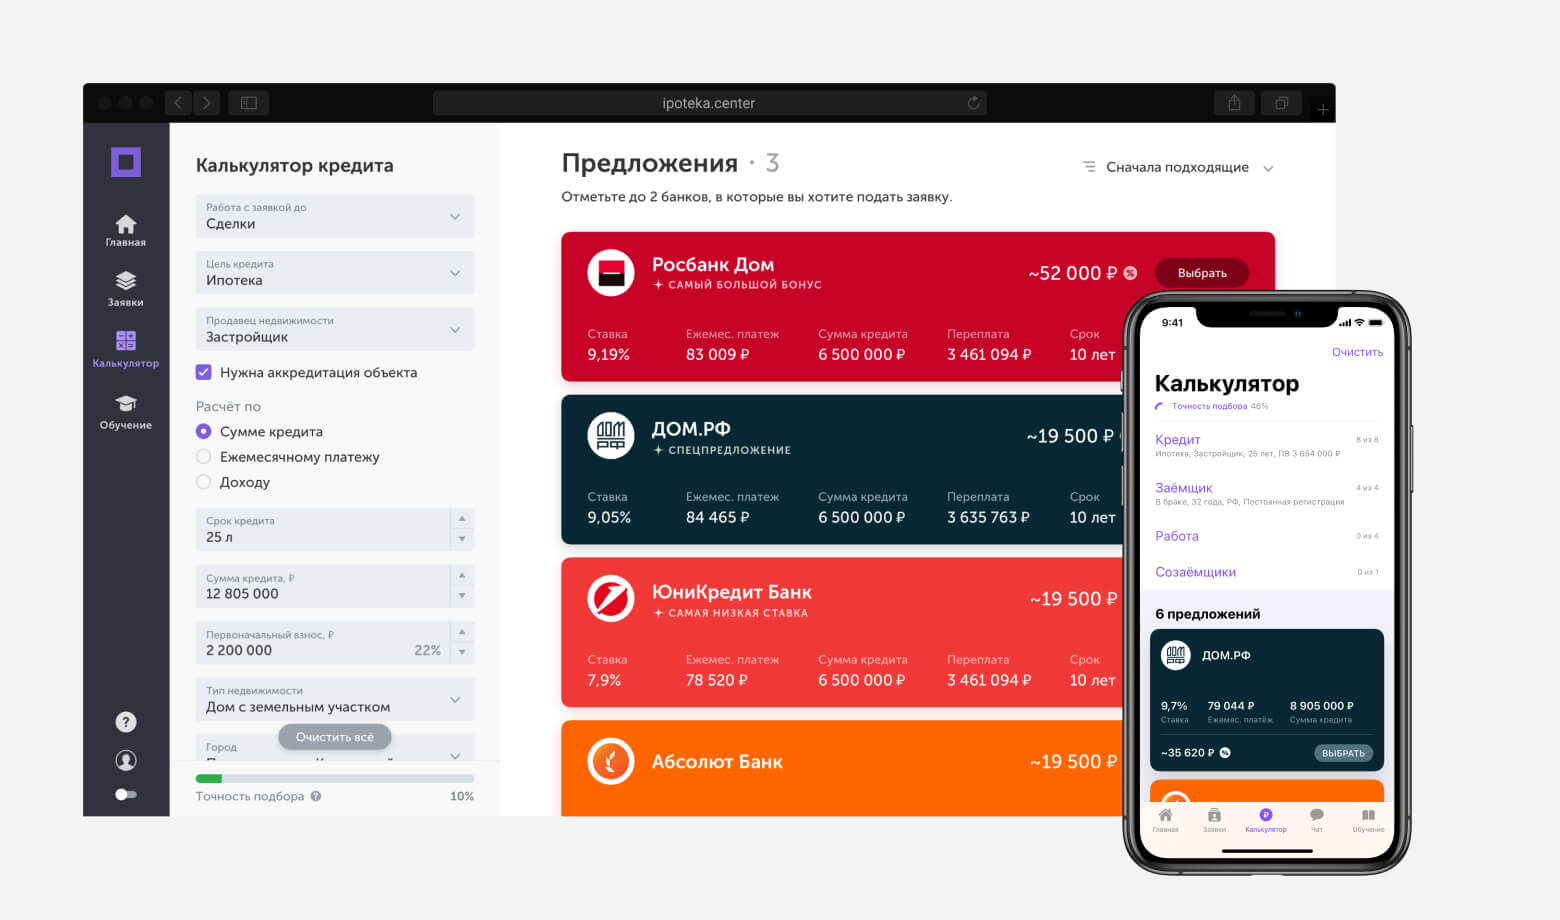 ipoteka.center
Главная
Заявки
Калькулятор
Обучение
?
Калькулятор кредита
Работа с заявкой до
Сделки
Цель кредита
Ипотека
Продавец недвижимости
Застройщик
Нужна аккредитация объекта
Расчёт по
Сумме кредита
Ежемесячному платежу
Доходу
Срок кредита
25 л
Сумма кредита, ₽
12 805 000
Первоначальный взнос, ₽
2 200 000 22%
Тип недвижимости
Дом с земельным участком
Очистить всё
Город
Точность подбора ? 10%
Предложения · 3
Сначала подходящие
Отметьте до 2 банков, в которые вы хотите подать заявку.
Росбанк Дом
САМЫЙ БОЛЬШОЙ БОНУС
~52 000 ₽ %
Выбрать
Ставка Ежемес. платеж Сумма кредита Переплата Срок
9,19% 83 009 ₽ 6 500 000 ₽ 3 461 094 ₽ 10 лет
ДОМ РФ
ДОМ.РФ
СПЕЦПРЕДЛОЖЕНИЕ
~19 500 ₽
Ставка Ежемес. платеж Сумма кредита Переплата Срок
9,05% 84 465 ₽ 6 500 000 ₽ 3 635 763 ₽ 10 лет
ЮниКредит Банк
САМАЯ НИЗКАЯ СТАВКА
~19 500 ₽
Ставка Ежемес. платеж Сумма кредита Переплата Срок
7,9% 78 520 ₽ 6 500 000 ₽ 3 461 094 ₽ 10 лет
Абсолют Банк
~19 500 ₽
9:41
Очистить
Калькулятор
Точность подбора 46%
Кредит 8 из 8
Ипотека, Застройщик, 25 лет, ПВ 3 654 000 ₽
Заёмщик 4 из 4
В браке, 32 года, РФ, Постоянная регистрация
Работа 0 из 4
Созаёмщики 0 из 1
6 предложений
ДОМ РФ
ДОМ.РФ
9,7% 79 044 ₽ 8 905 000 ₽
Ставка Ежемес. платёж Сумма кредита
~35 620 ₽ %
ВЫБРАТЬ
Главная Заявки Калькулятор Чат Обучение